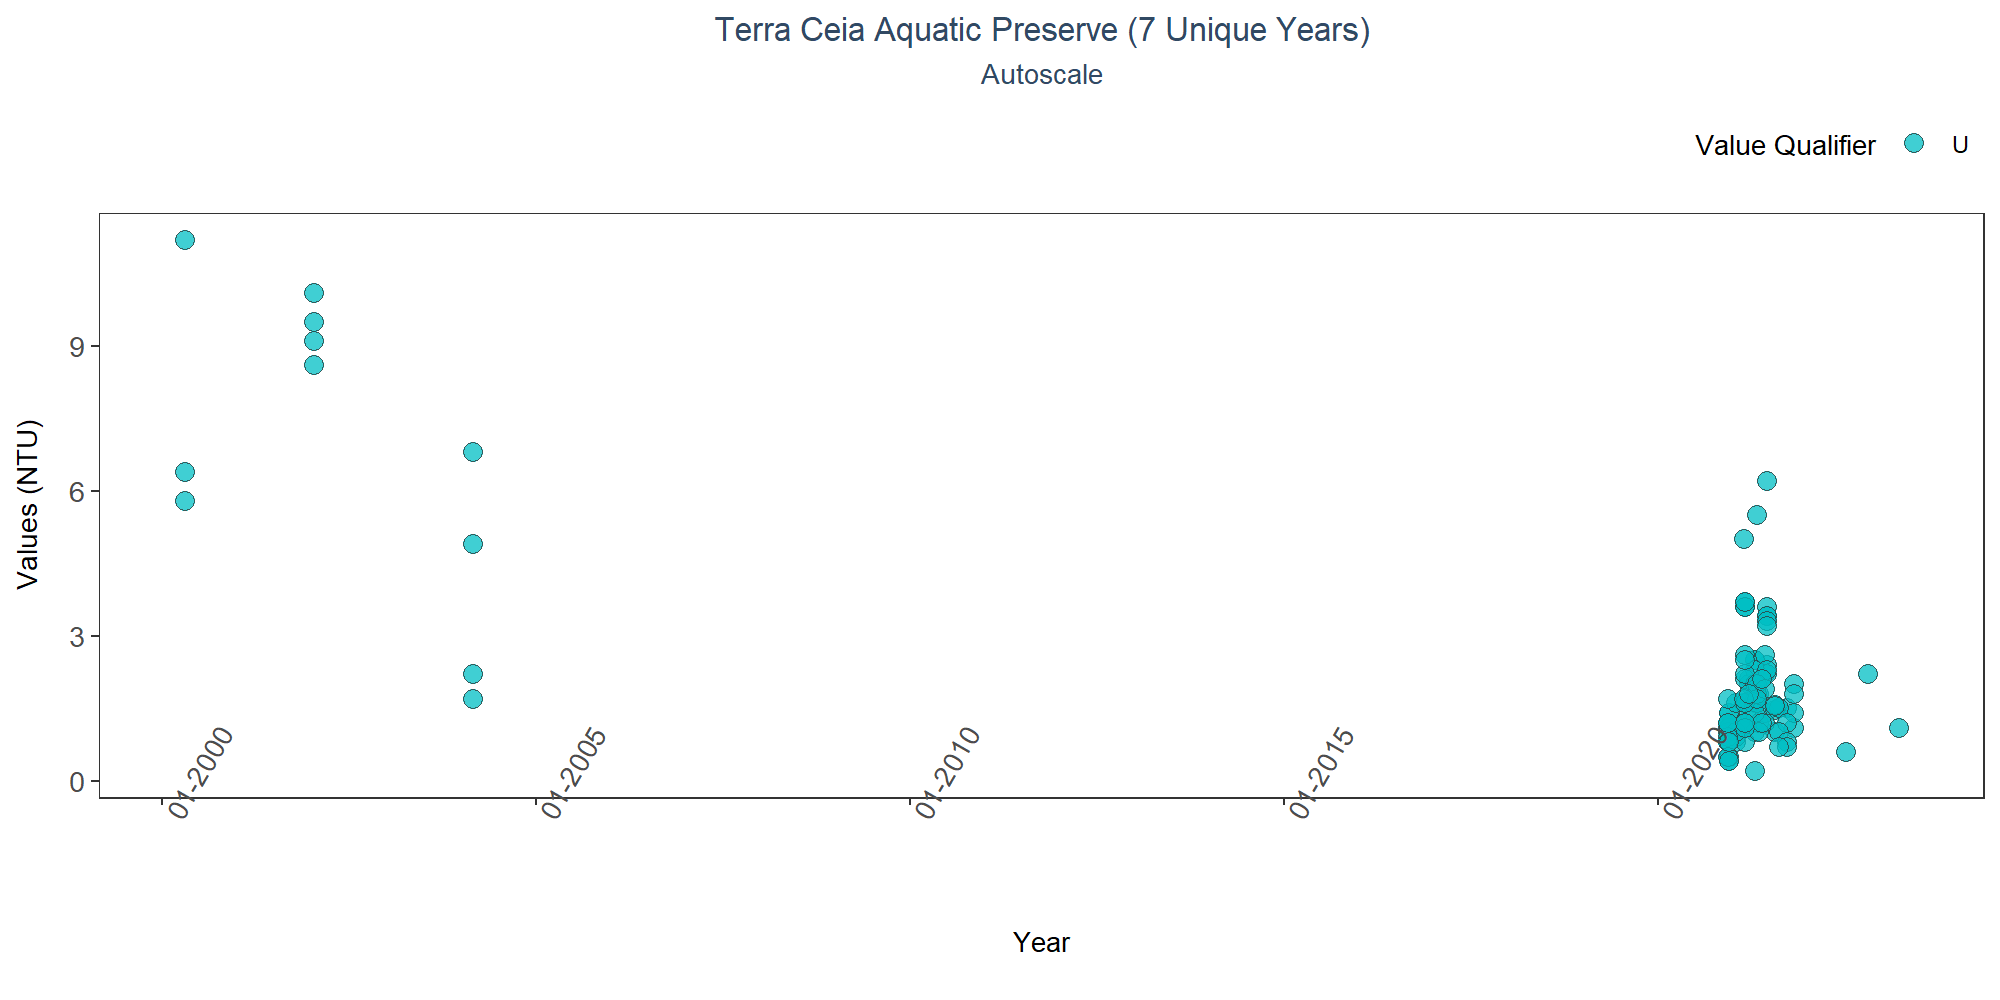 Terra Ceia Aquatic Preserve (7 Unique Years)
Autoscale
Value Qualifier U
Values (NTU)
9
6
3
0
01-2000
01-2005
01-2010
01-2015
01-2020
Year